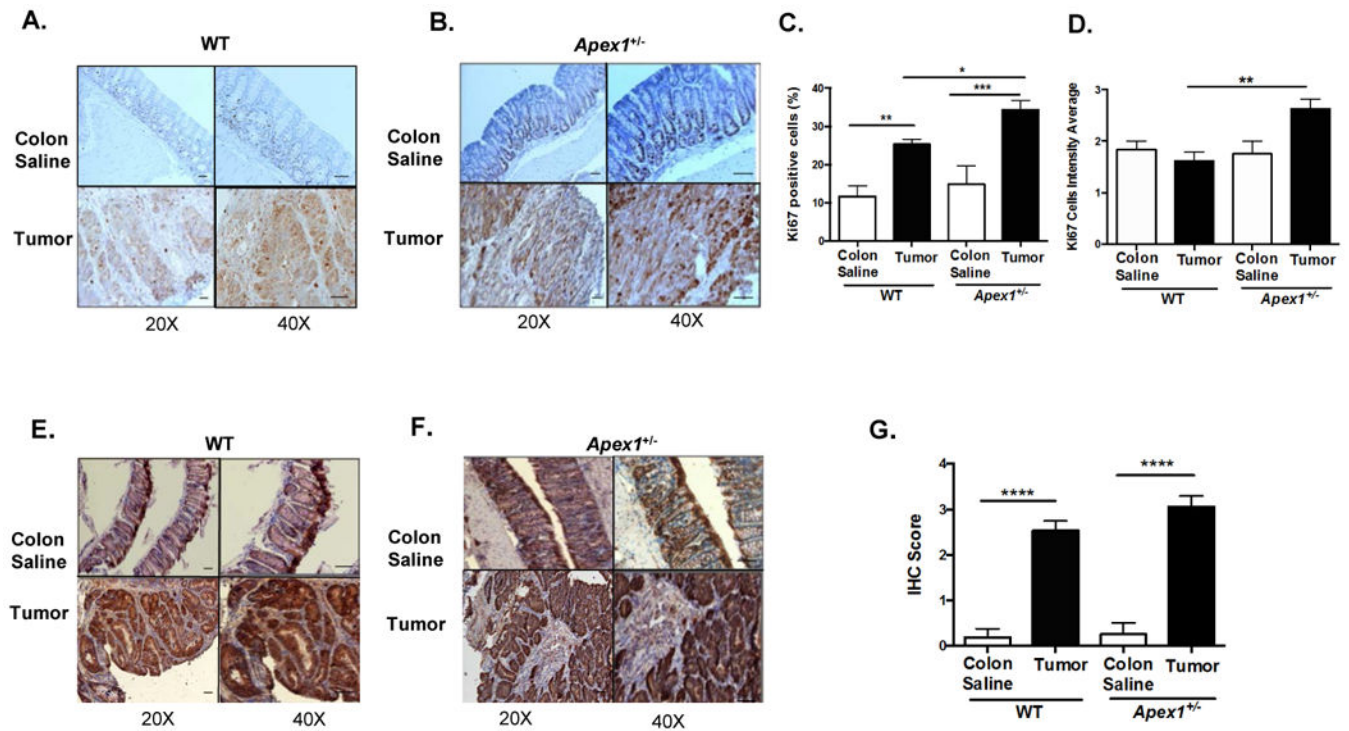 A.
WT
Colon
Saline
Tumor
20X
40X
B.
Apex1+/-
Colon
Saline
Tumor
20X
40X
C.
Ki67 positive cells (%)
40
30
20
10
0
*
**
***
Colon
Saline
Tumor
Colon
Saline
Tumor
WT
Apex1+/-
D.
Ki67 Cells Intensity Average
3
2
1
0
**
Colon
Saline
Tumor
Colon
Saline
Tumor
WT
Apex1+/-
E.
WT
Colon
Saline
Tumor
20X
40X
F.
Apex1+/-
Colon
Saline
Tumor
20X
40X
G.
IHC Score
4
3
2
1
0
****
****
Colon
Saline
Tumor
Colon
Saline
Tumor
WT
Apex1+/-